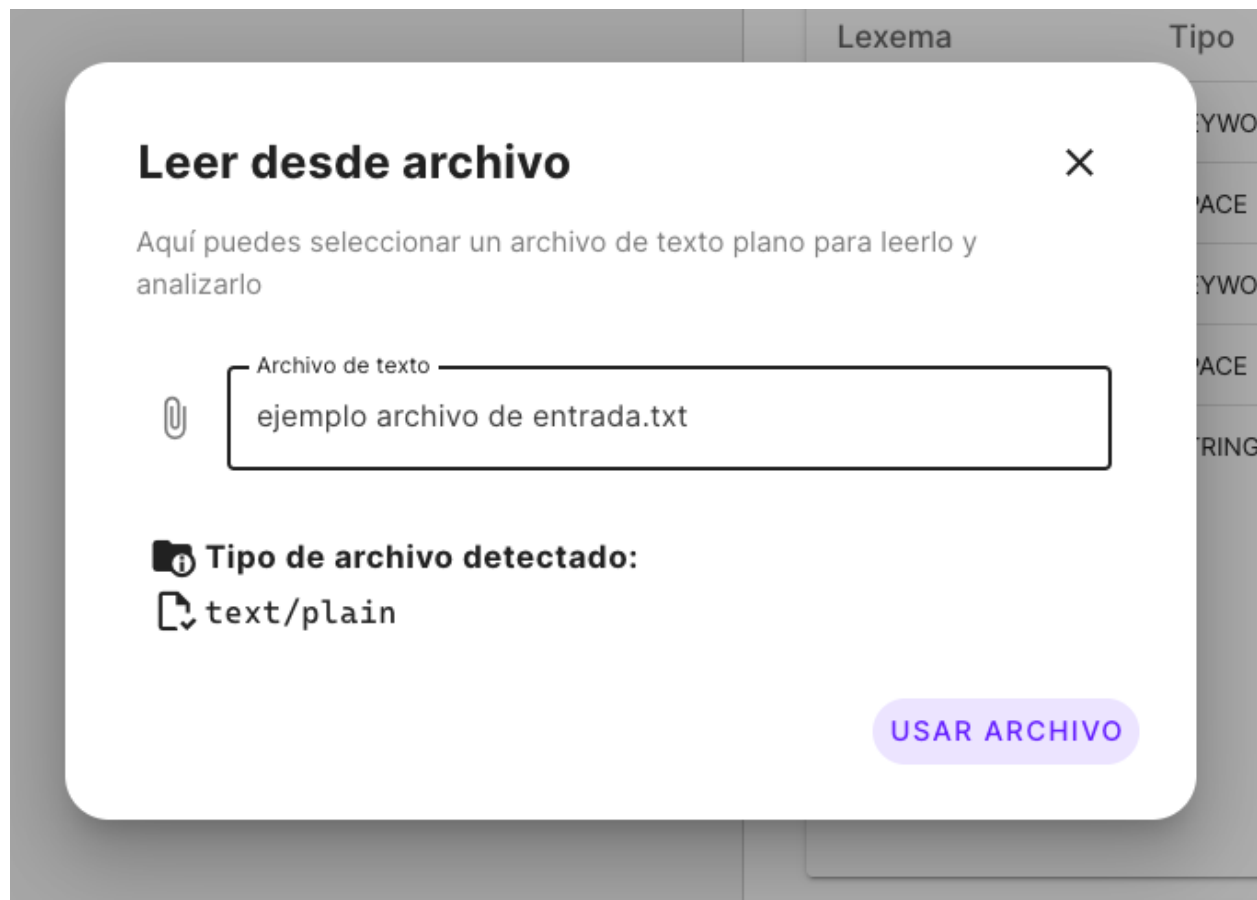 Lexema Tipo
Leer desde archivo
Aquí puedes seleccionar un archivo de texto plano para leerlo y
analizarlo
Archivo de texto
ejemplo archivo de entrada.txt
Tipo de archivo detectado:
text/plain
USAR ARCHIVO